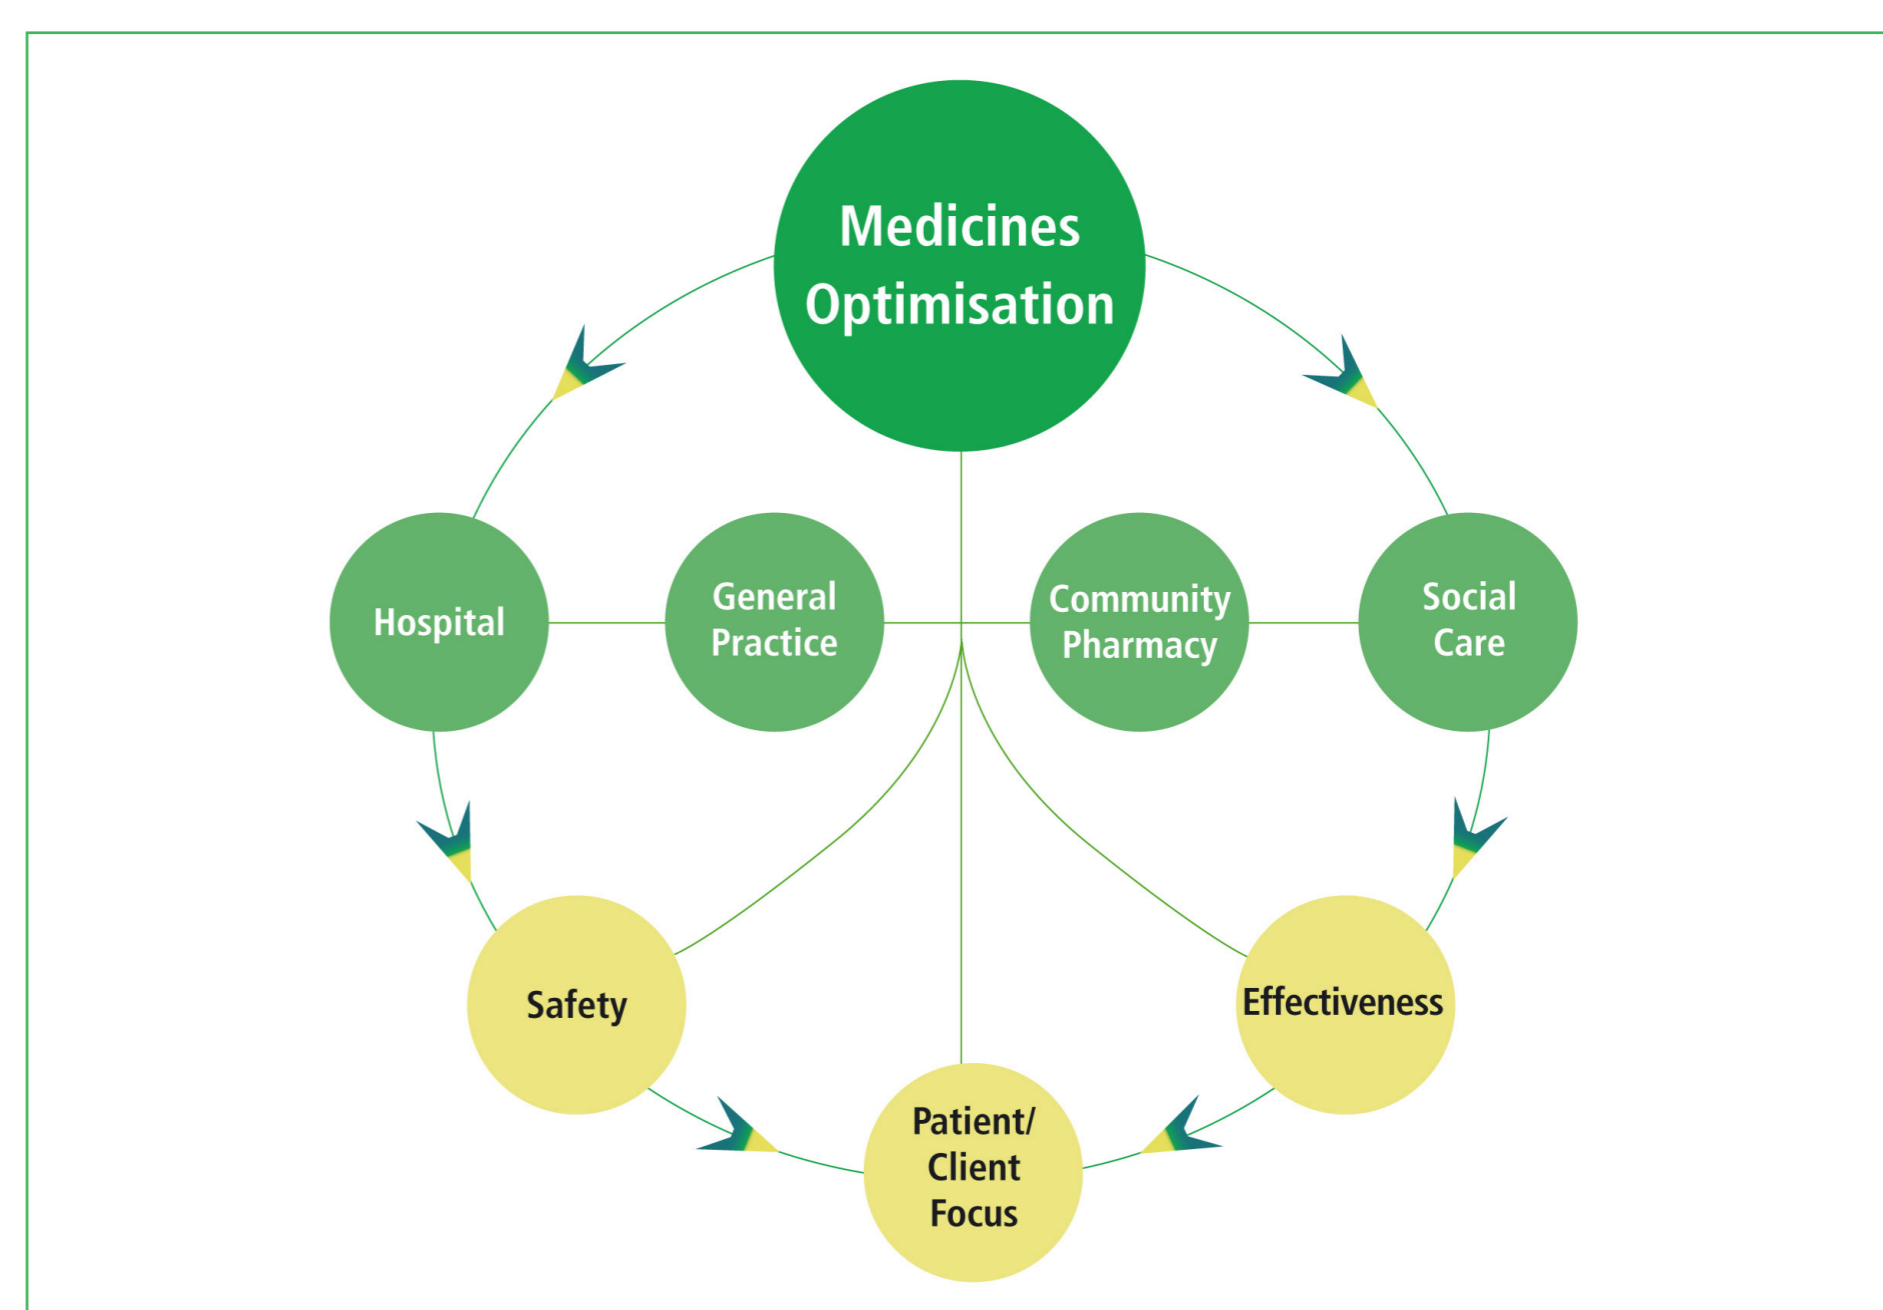 Medicines
Optimisation
Hospital
General
Practice
Community
Pharmacy
Social
Care
Safety
Effectiveness
Patient/
Client
Focus